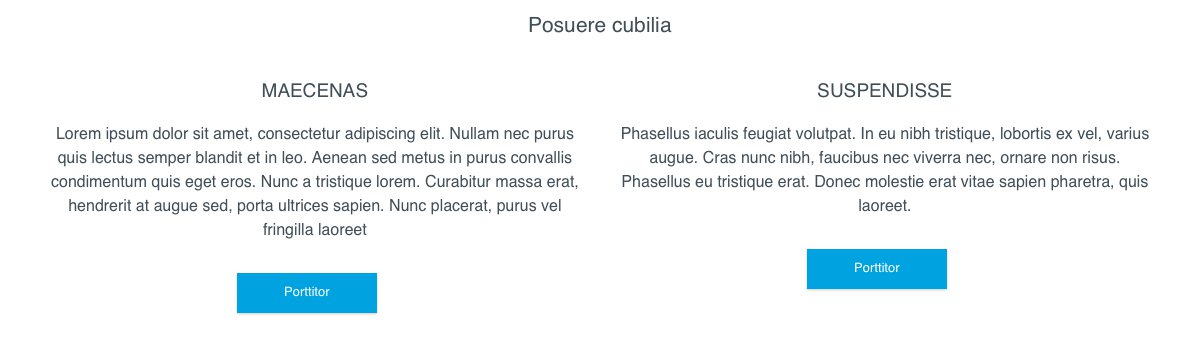 Posuere cubilia
MAECENAS
Lorem ipsum dolor sit amet, consectetur adipiscing elit. Nullam nec purus
quis lectus semper blandit et in leo. Aenean sed metus in purus convallis
condimentum quis eget eros. Nunc a tristique lorem. Curabitur massa erat,
hendrerit at augue sed, porta ultrices sapien. Nunc placerat, purus vel
fringilla laoreet
Porttitor
SUSPENDISSE
Phasellus iaculis feugiat volutpat. In eu nibh tristique, lobortis ex vel, varius
augue. Cras nunc nibh, faucibus nec viverra nec, ornare non risus.
Phasellus eu tristique erat. Donec molestie erat vitae sapien pharetra, quis
laoreet.
Porttitor